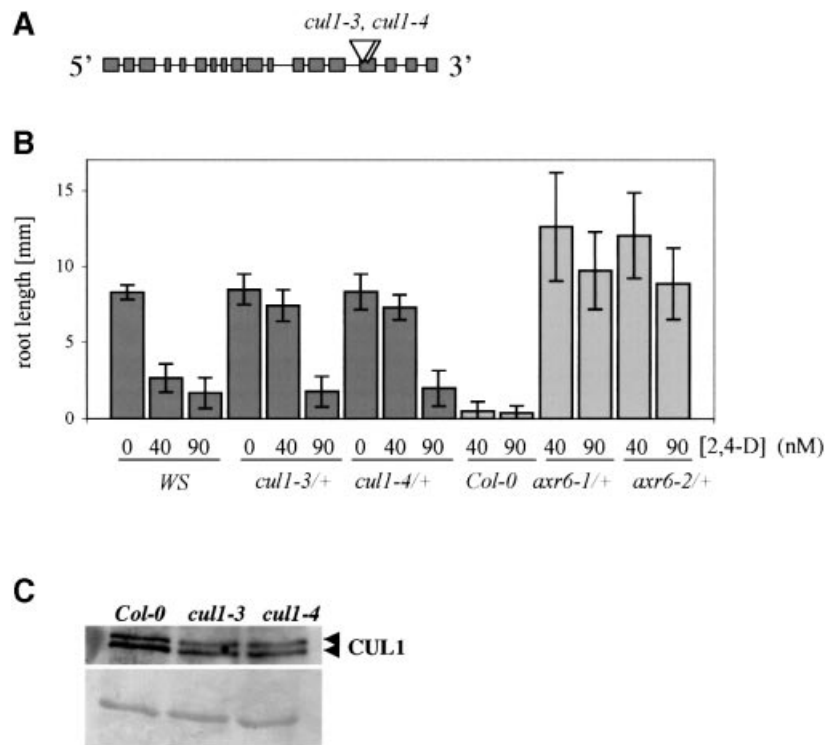 A
cul1-3, cul1-4
5’ 3’
B
root length [mm]
15
10
5
0
0 40 90 0 40 90 0 40 90 40 90 40 90 40 90 [2,4-D] (nM)
WS cul1-3/+ cul1-4/+ Col-0 axr6-1/+ axr6-2/+
C
Col-0 cul1-3 cul1-4
CUL1